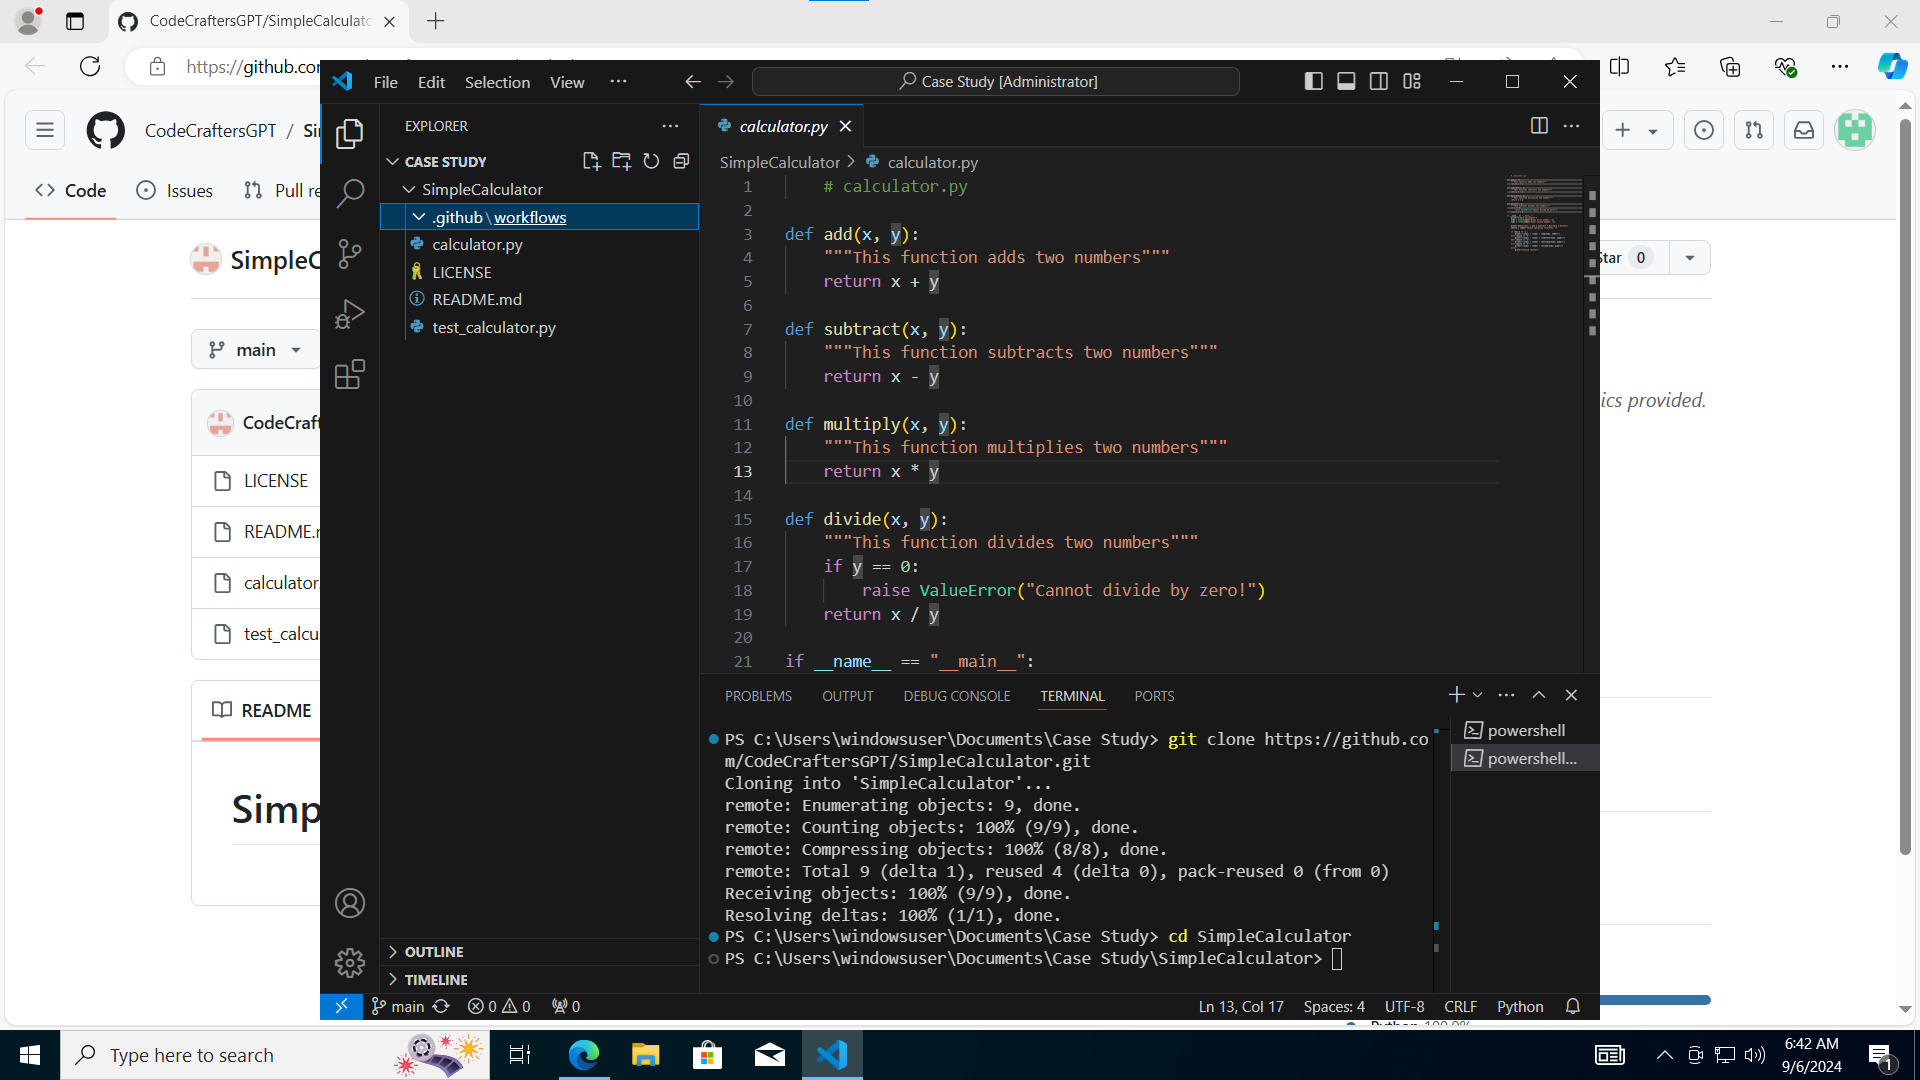 CodeCraftersGPT/SimpleCalculato
https://github.com
CodeCraftersGPT / Si
Code
Issues
Pull re
SimpleC
main
CodeCraft
LICENSE
README.
calculator.
test_calcu
README
Simp
Star 0
ics provided.
File Edit Selection View ···
Case Study [Administrator]
EXPLORER
CASE STUDY
SimpleCalculator
.github\workflows
calculator.py
LICENSE
README.md
test_calculator.py
OUTLINE
TIMELINE
calculator.py
SimpleCalculator > calculator.py
1 # calculator.py
2
3 def add(x, y):
4 """This function adds two numbers"""
5 return x + y
6
7 def subtract(x, y):
8 """This function subtracts two numbers"""
9 return x - y
10
11 def multiply(x, y):
12 """This function multiplies two numbers"""
13 return x * y
14
15 def divide(x, y):
16 """This function divides two numbers"""
17 if y == 0:
18 raise ValueError("Cannot divide by zero!")
19 return x / y
20
21 if __name__ == "__main__":
PROBLEMS OUTPUT DEBUG CONSOLE TERMINAL PORTS
PS C:\Users\windowsuser\Documents\Case Study> git clone https://github.co
m/CodeCraftersGPT/SimpleCalculator.git
Cloning into 'SimpleCalculator'...
remote: Enumerating objects: 9, done.
remote: Counting objects: 100% (9/9), done.
remote: Compressing objects: 100% (8/8), done.
remote: Total 9 (delta 1), reused 4 (delta 0), pack-reused 0 (from 0)
Receiving objects: 100% (9/9), done.
Resolving deltas: 100% (1/1), done.
PS C:\Users\windowsuser\Documents\Case Study> cd SimpleCalculator
PS C:\Users\windowsuser\Documents\Case Study\SimpleCalculator>
powershell
powershell...
main 0 0 0
Ln 13, Col 17 Spaces: 4 UTF-8 CRLF Python
Python 100.0%
Type here to search
6:42 AM
9/6/2024
1